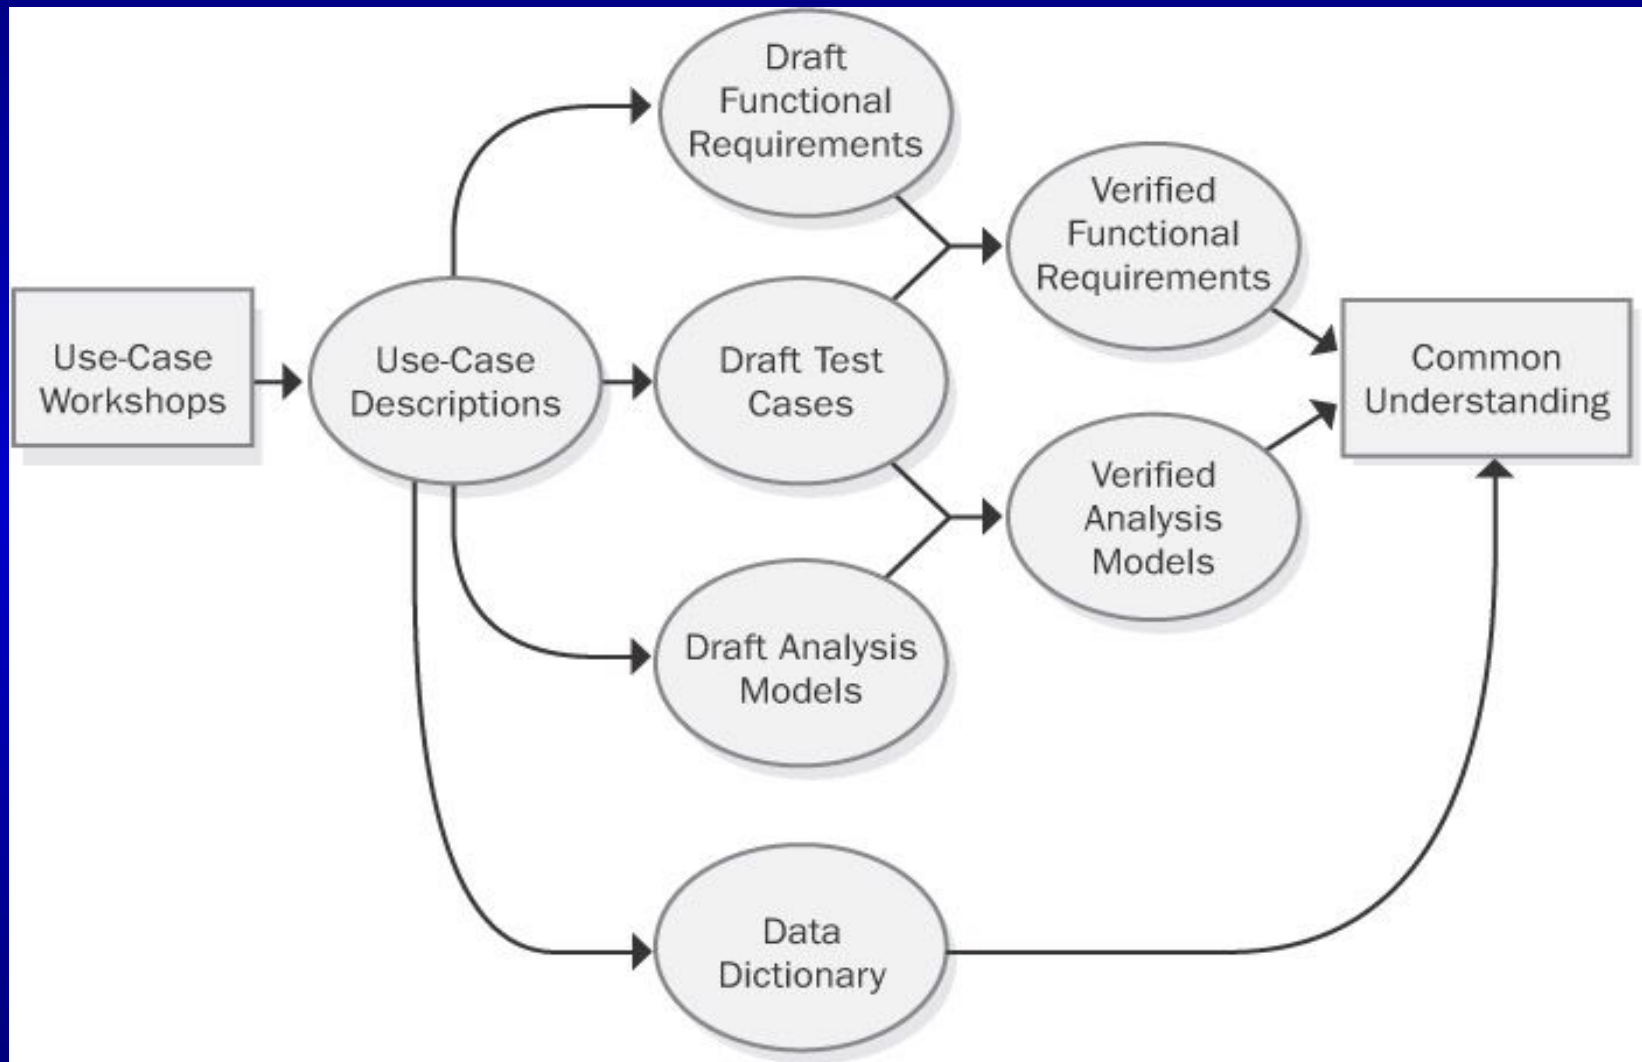 Use-Case
Workshops
Use-Case
Descriptions
Draft
Functional
Requirements
Draft Test
Cases
Draft Analysis
Models
Data
Dictionary
Verified
Functional
Requirements
Verified
Analysis
Models
Common
Understanding